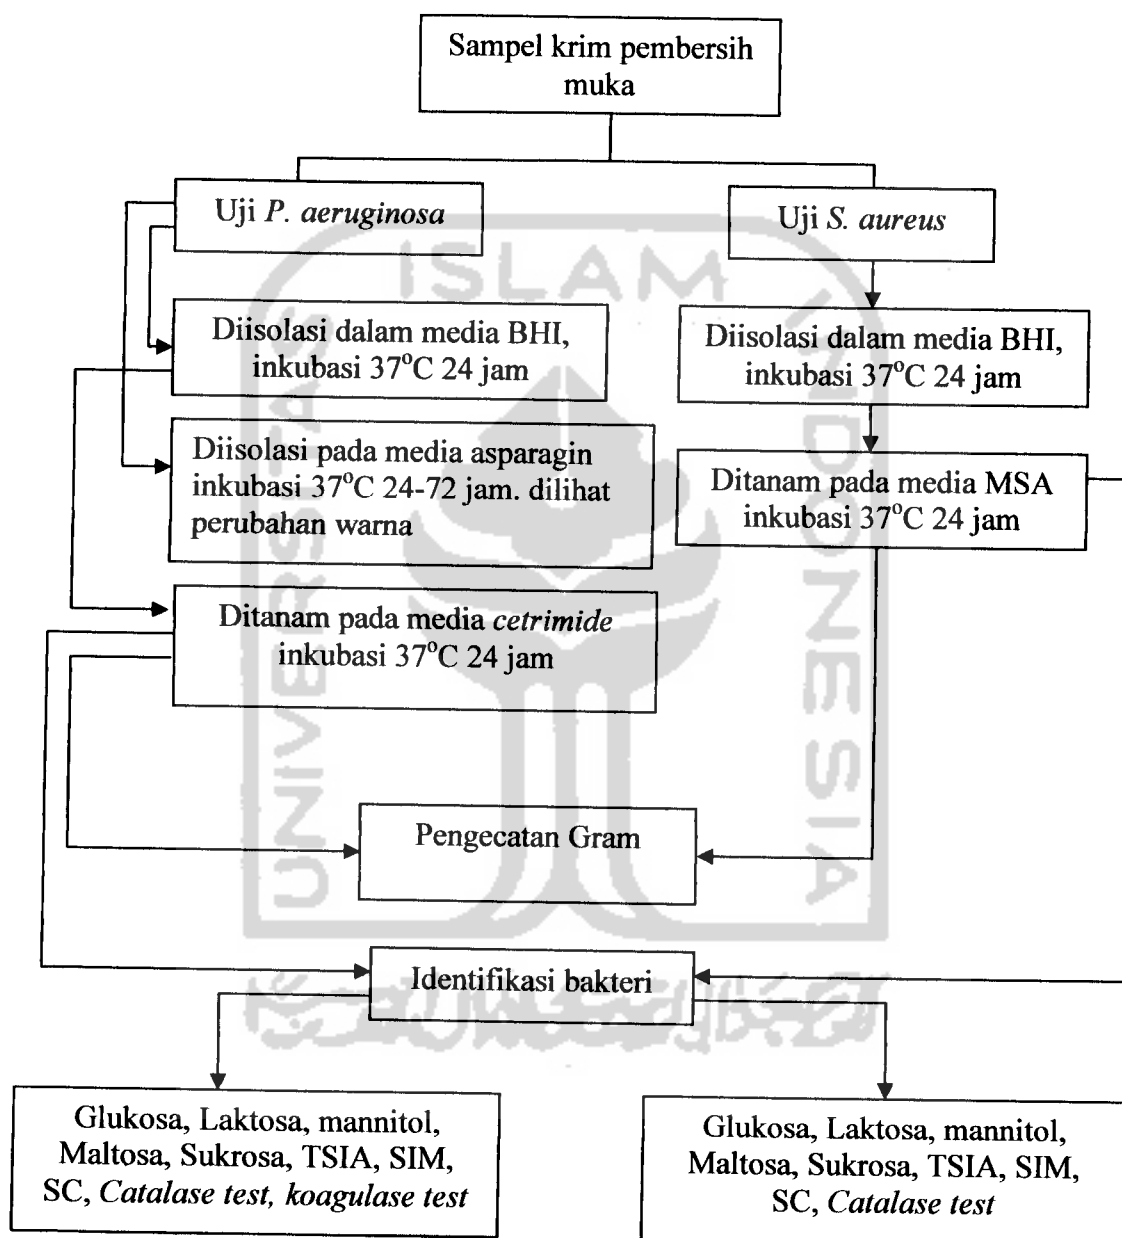 Sampel krim pembersih
muka
Uji P. aeruginosa
Uji S. aureus
Diisolasi dalam media BHI,
inkubasi 37°C 24 jam
Diisolasi dalam media BHI,
inkubasi 37°C 24 jam
Diisolasi pada media asparagin
inkubasi 37°C 24-72 jam. dilihat
perubahan warna
Ditanam pada media MSA
inkubasi 37°C 24 jam
Ditanam pada media cetrimide
inkubasi 37°C 24 jam
Pengecatan Gram
Identifikasi bakteri
Glukosa, Laktosa, mannitol,
Maltosa, Sukrosa, TSIA, SIM,
SC, Catalase test, koagulase test
Glukosa, Laktosa, mannitol,
Maltosa, Sukrosa, TSIA, SIM,
SC, Catalase test
UNIVERSITAS
ISLAM
INDONESIA